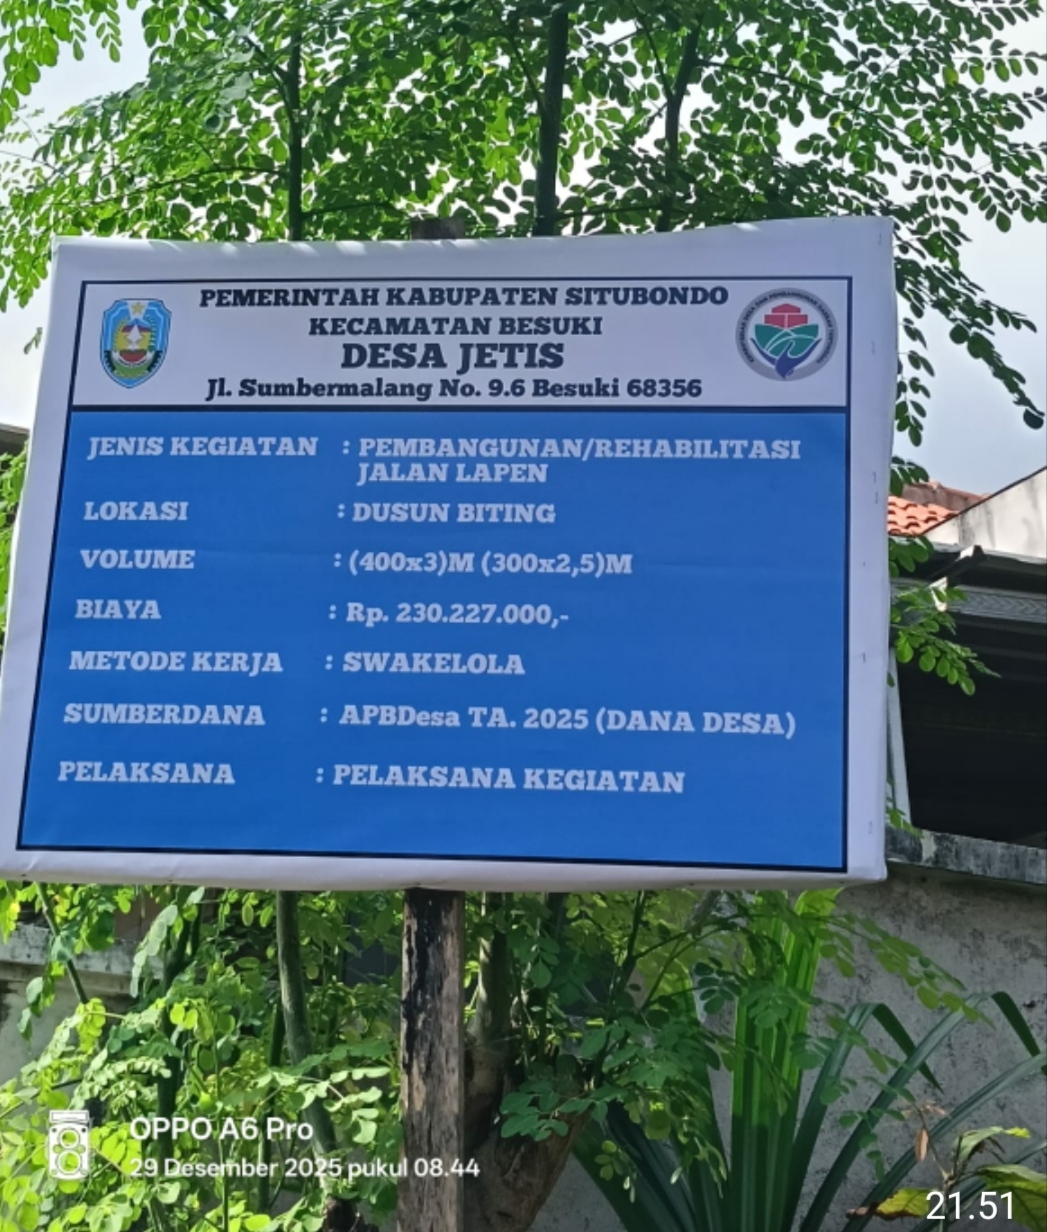 PEMERINTAH KABUPATEN SITUBONDO
KECAMATAN BESUKI
DESA JETIS
Jl. Sumbermalang No. 9.6 Besuki 68356
JENIS KEGIATAN : PEMBANGUNAN/REHABILITASI
JALAN LAPEN
LOKASI : DUSUN BITING
VOLUME : (400x3)M (300x2,5)M
BIAYA : Rp. 230.227.000,-
METODE KERJA : SWAKELOLA
SUMBERDANA : APBDesa TA. 2025 (DANA DESA)
PELAKSANA : PELAKSANA KEGIATAN
OPPO A6 Pro
29 Desember 2025 pukul 08.44
21.51